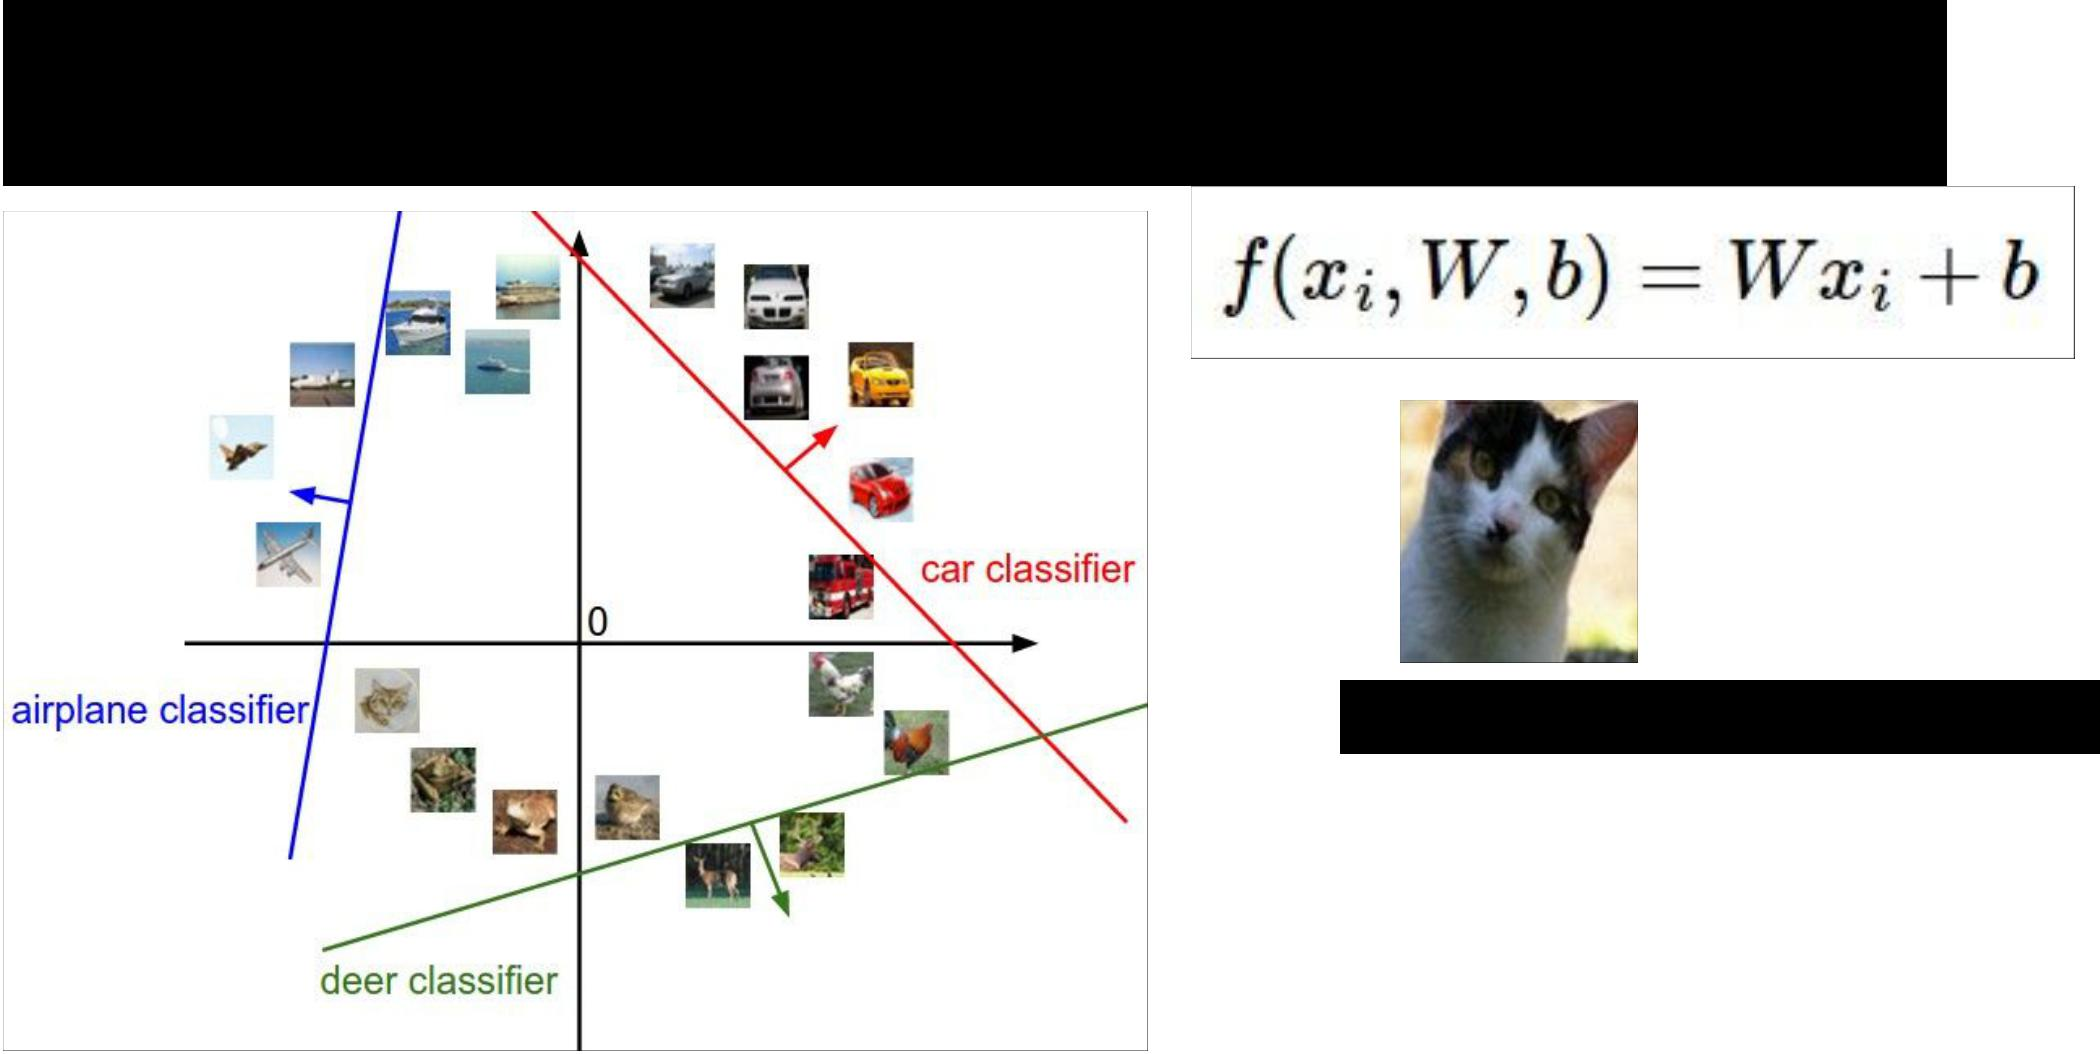 f(x_i, W, b) = Wx_i + b
car classifier
0
airplane classifier
deer classifier